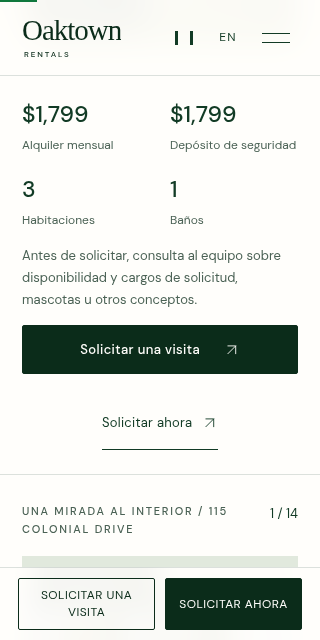 Oaktown
RENTALS
EN
$1,799
$1,799
Alquiler mensual
Depósito de seguridad
3
1
Habitaciones
Baños
Antes de solicitar, consulta al equipo sobre
disponibilidad y cargos de solicitud,
mascotas u otros conceptos.
Solicitar una visita
Solicitar ahora
UNA MIRADA AL INTERIOR / 115
COLONIAL DRIVE
1 / 14
SOLICITAR UNA
VISITA
SOLICITAR AHORA